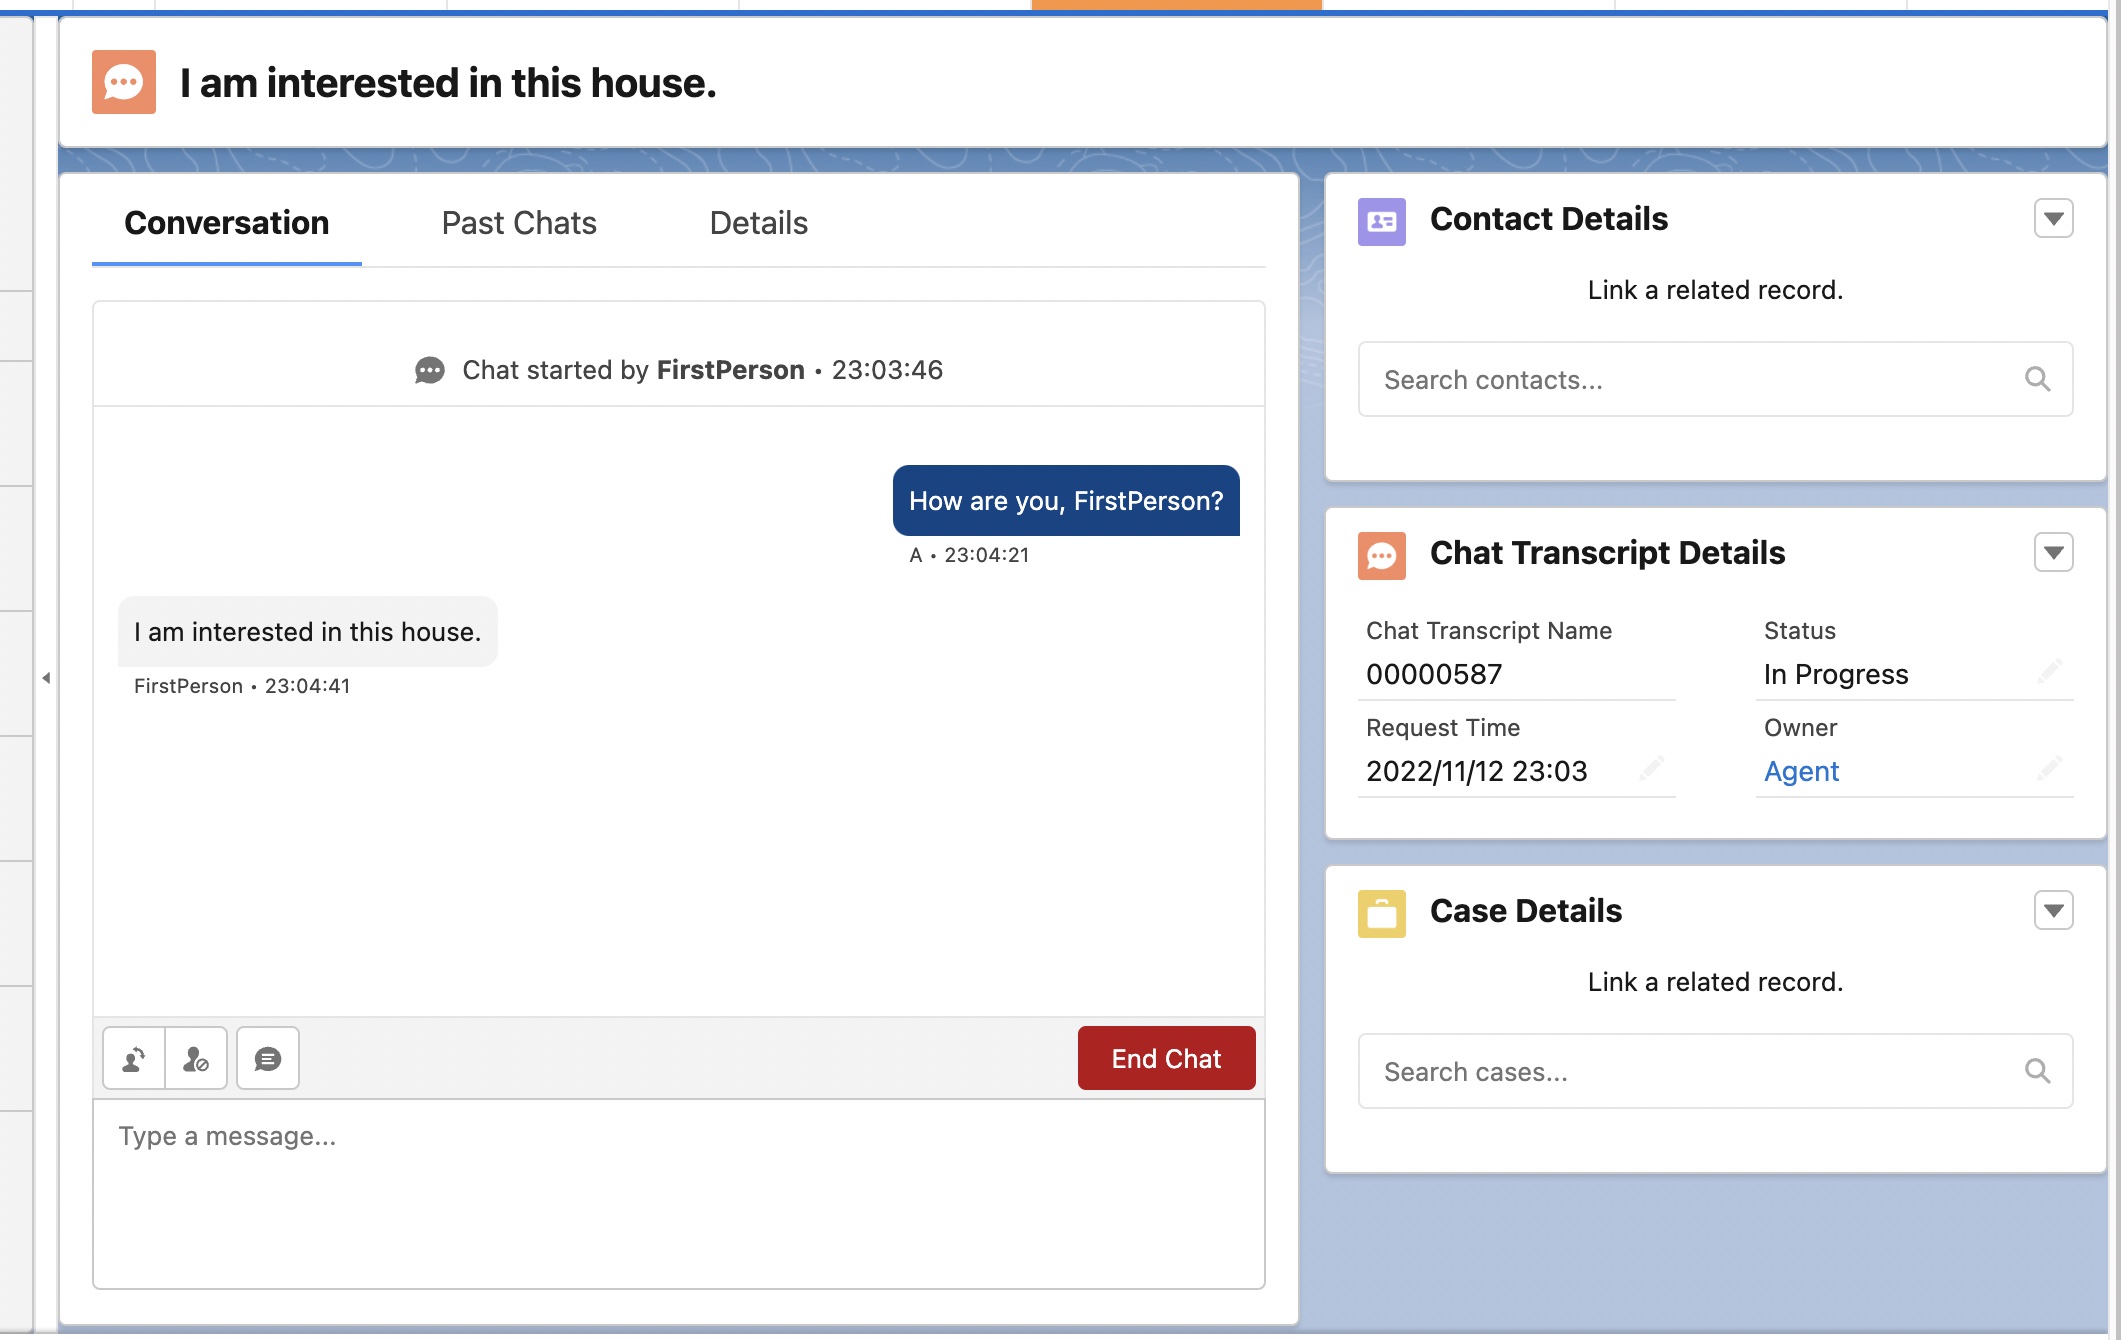 I am interested in this house.
Conversation
Past Chats
Details
Chat started by FirstPerson • 23:03:46
How are you, FirstPerson?
A • 23:04:21
I am interested in this house.
FirstPerson • 23:04:41
End Chat
Type a message...
Contact Details
Link a related record.
Search contacts...
Chat Transcript Details
Chat Transcript Name
00000587
Status
In Progress
Request Time
2022/11/12 23:03
Owner
Agent
Case Details
Link a related record.
Search cases...